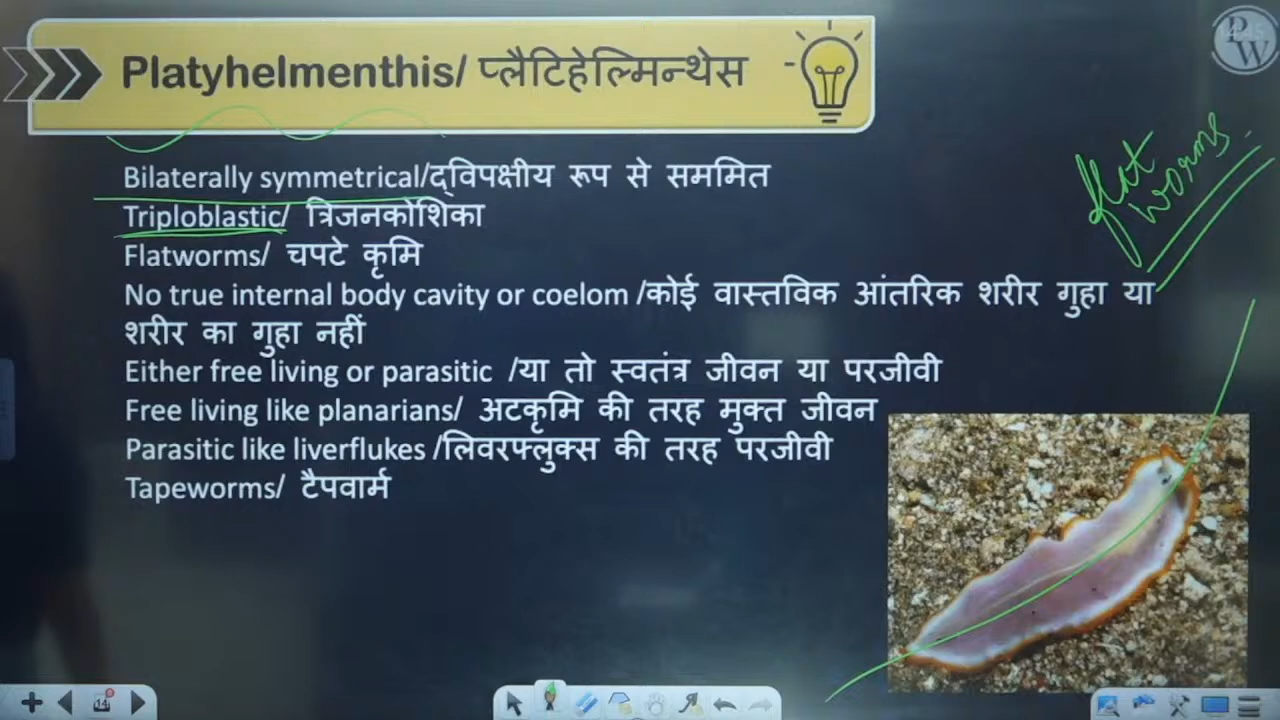 Platyhelmenthis/ प्लैटिहेल्मिन्थेस
PW
Bilaterally symmetrical/द्विपक्षीय रूप से सममित
Triploblastic/ त्रिजनकोशिका
Flatworms/ चपटे कृमि
No true internal body cavity or coelom /कोई वास्तविक आंतरिक शरीर गुहा या
शरीर का गुहा नहीं
Either free living or parasitic /या तो स्वतंत्र जीवन या परजीवी
Free living like planarians/ अटकृमि की तरह मुक्त जीवन
Parasitic like liverflukes /लिवरफ्लुक्स की तरह परजीवी
Tapeworms/ टैपवार्म
flat
worms.
14